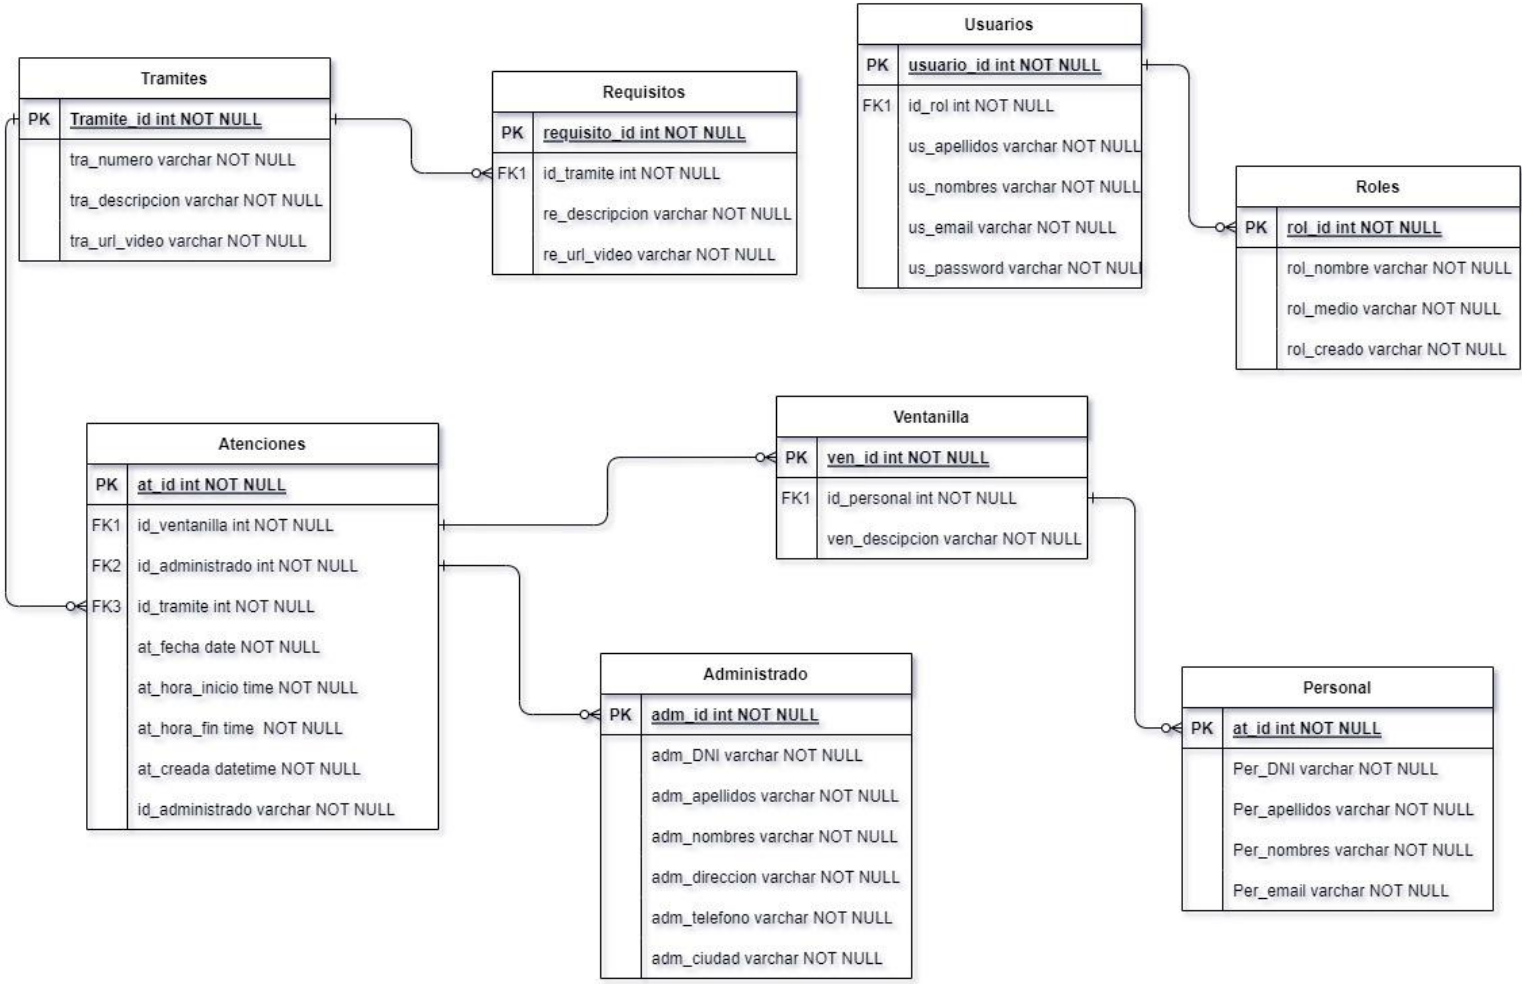 Tramites
PK Tramite_id int NOT NULL
tra_numero varchar NOT NULL
tra_descripcion varchar NOT NULL
tra_url_video varchar NOT NULL
Requisitos
PK requisito_id int NOT NULL
FK1 id_tramite int NOT NULL
re_descripcion varchar NOT NULL
re_url_video varchar NOT NULL
Usuarios
PK usuario_id int NOT NULL
FK1 id_rol int NOT NULL
us_apellidos varchar NOT NULL
us_nombres varchar NOT NULL
us_email varchar NOT NULL
us_password varchar NOT NULL
Roles
PK rol_id int NOT NULL
rol_nombre varchar NOT NULL
rol_medio varchar NOT NULL
rol_creado varchar NOT NULL
Atenciones
PK at_id int NOT NULL
FK1 id_ventanilla int NOT NULL
FK2 id_administrado int NOT NULL
FK3 id_tramite int NOT NULL
at_fecha date NOT NULL
at_hora_inicio time NOT NULL
at_hora_fin time NOT NULL
at_creada datetime NOT NULL
id_administrado varchar NOT NULL
Ventanilla
PK ven_id int NOT NULL
FK1 id_personal int NOT NULL
ven_descipcion varchar NOT NULL
Administrado
PK adm_id int NOT NULL
adm_DNI varchar NOT NULL
adm_apellidos varchar NOT NULL
adm_nombres varchar NOT NULL
adm_direccion varchar NOT NULL
adm_telefono varchar NOT NULL
adm_ciudad varchar NOT NULL
Personal
PK at_id int NOT NULL
Per_DNI varchar NOT NULL
Per_apellidos varchar NOT NULL
Per_nombres varchar NOT NULL
Per_email varchar NOT NULL